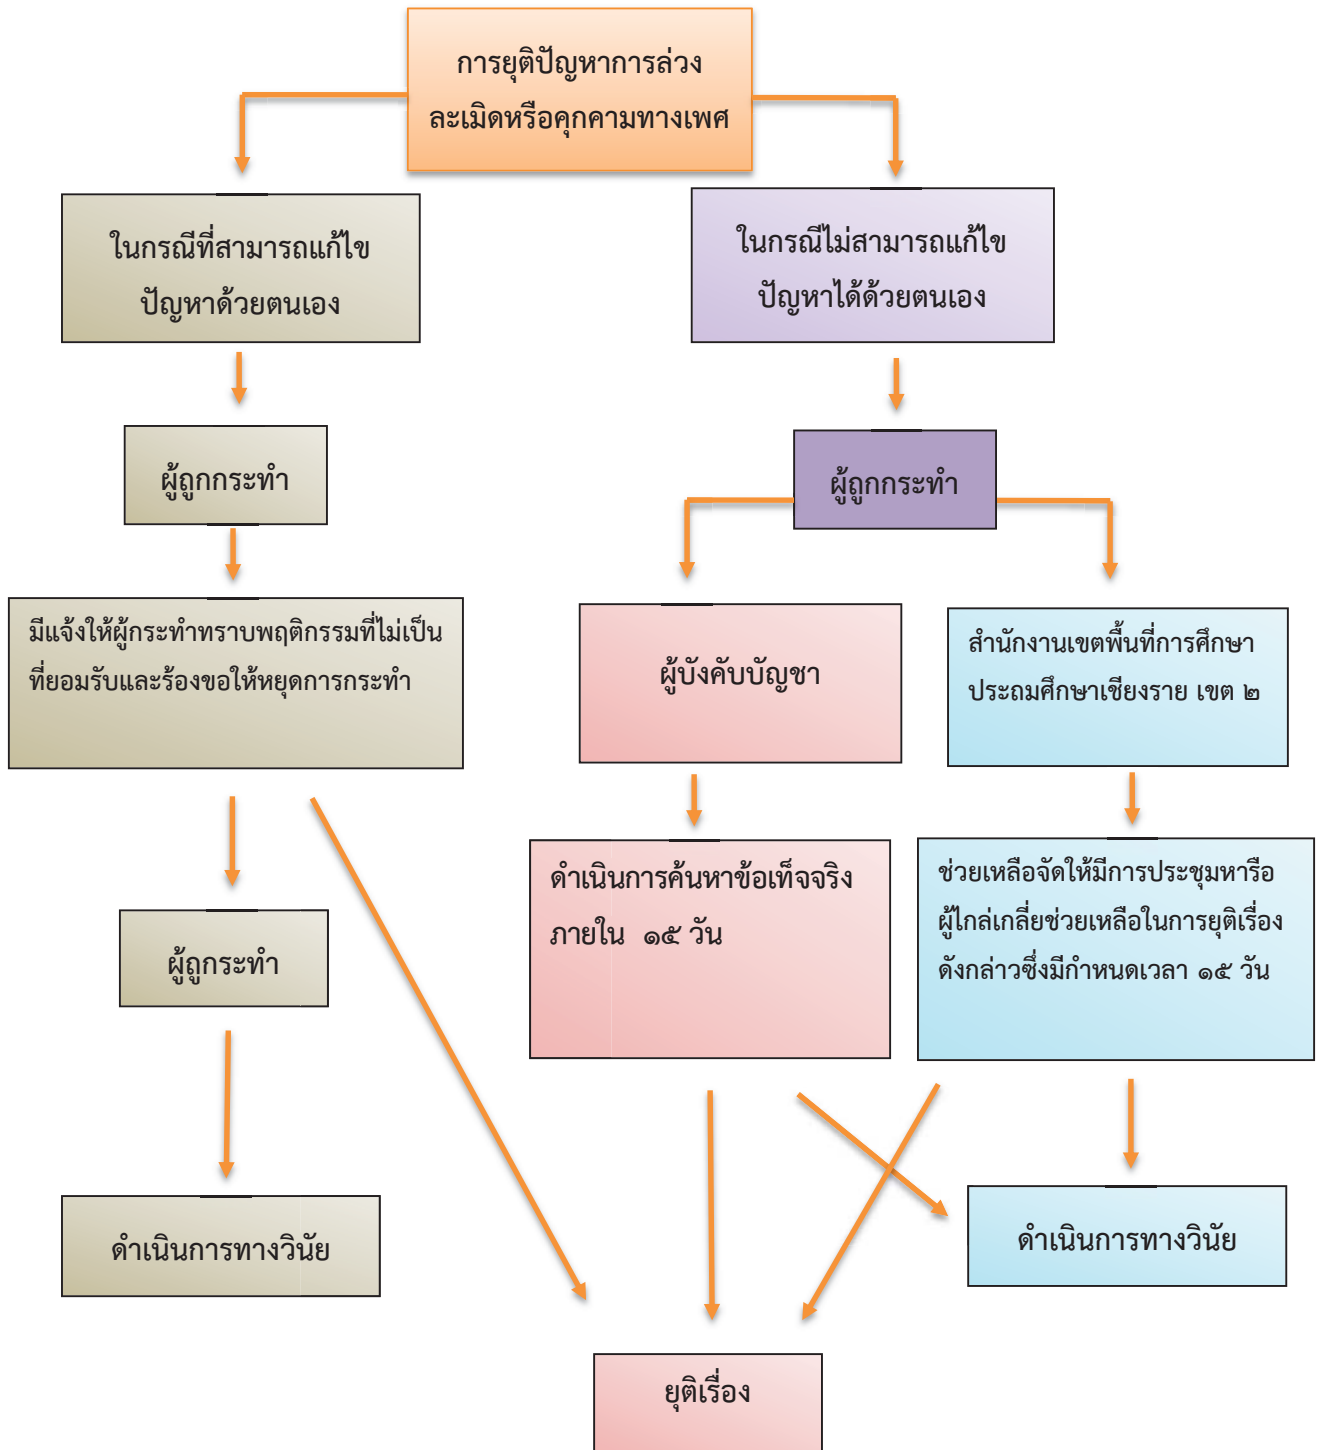 การยุติปัญหาการล่วง
ละเมิดหรือคุกคามทางเพศ
ในกรณีที่สามารถแก้ไข
ปัญหาด้วยตนเอง
ในกรณีไม่สามารถแก้ไข
ปัญหาได้ด้วยตนเอง
ผู้ถูกกระทำ
ผู้ถูกกระทำ
มีแจ้งให้ผู้กระทำทราบพฤติกรรมที่ไม่เป็น
ที่ยอมรับและร้องขอให้หยุดการกระทำ
ผู้บังคับบัญชา
สำนักงานเขตพื้นที่การศึกษา
ประถมศึกษาเชียงราย เขต ๒
ดำเนินการค้นหาข้อเท็จจริง
ภายใน ๑๕ วัน
ช่วยเหลือจัดให้มีการประชุมหารือ
ผู้ไกล่เกลี่ยช่วยเหลือในการยุติเรื่อง
ดังกล่าวซึ่งมีกำหนดเวลา ๑๕ วัน
ผู้ถูกระทำ
ดำเนินการทางวินัย
ดำเนินการทางวินัย
ยุติเรื่อง